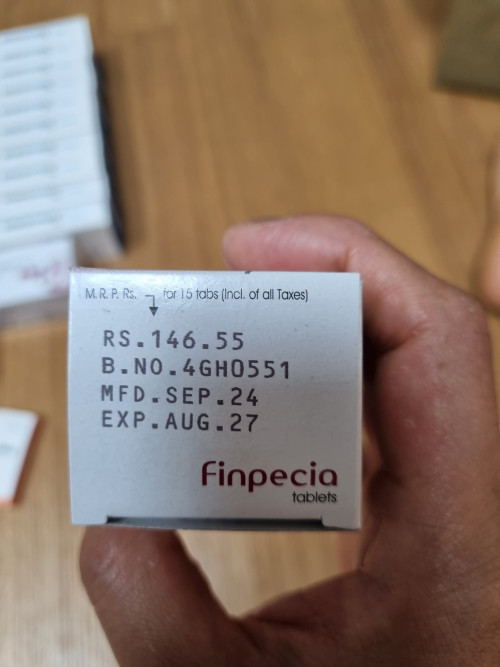 M.R.P. Rs. for 15 tabs (Incl. of all Taxes)
RS.146.55
B.NO.4GH0551
MFD.SEP.24
EXP.AUG.27
Finpecia
tablets